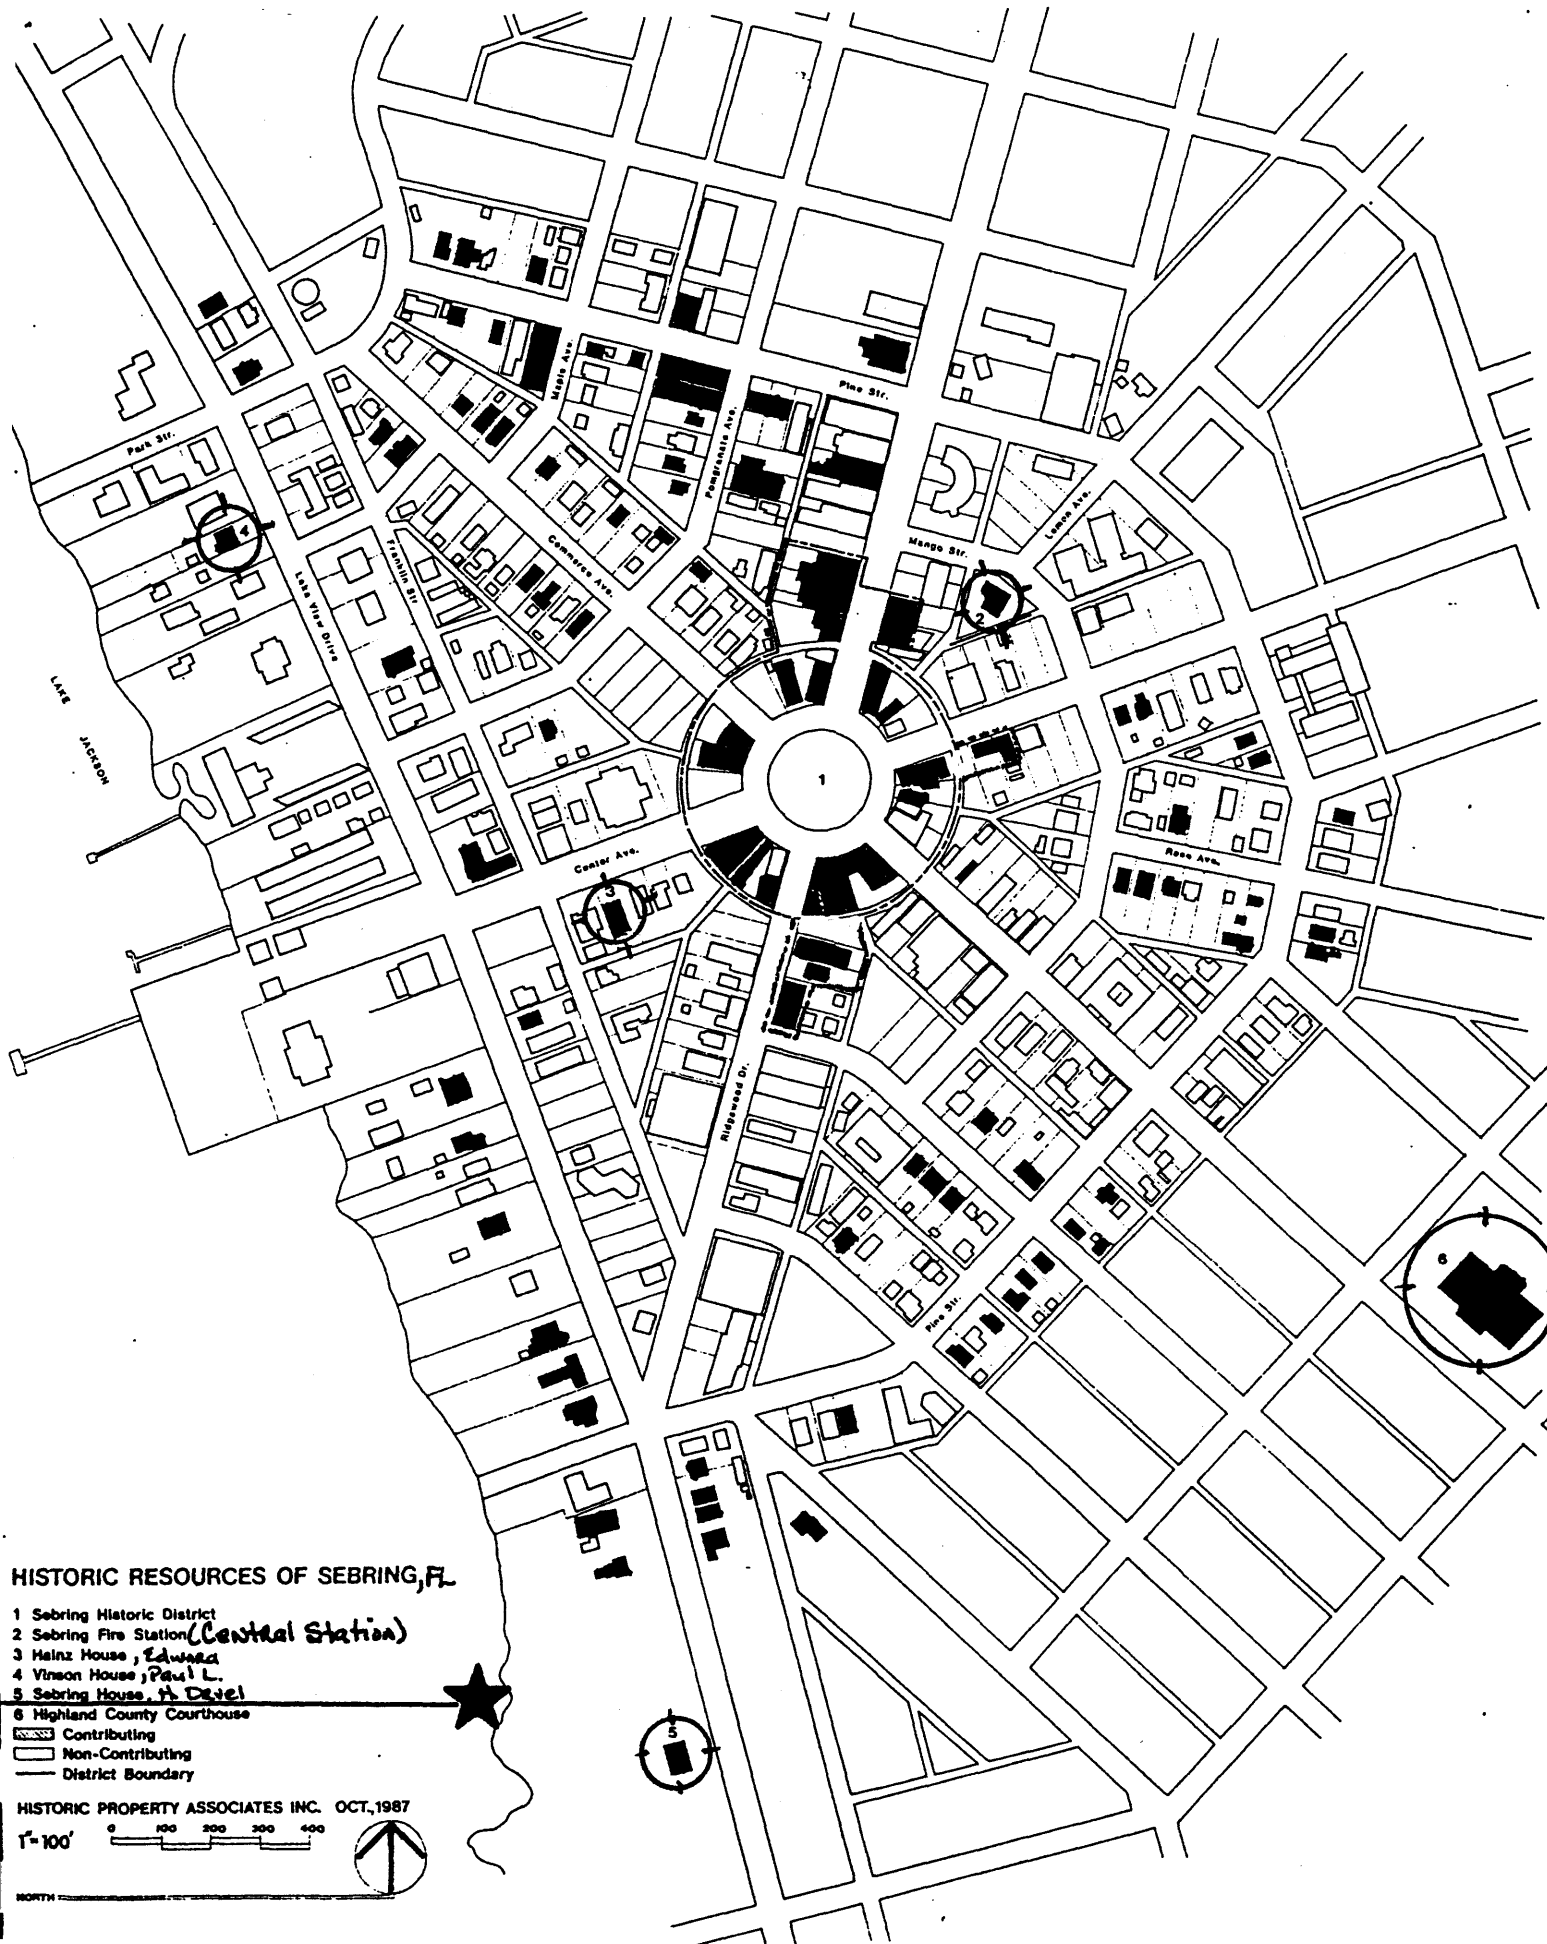 Maple Ave.
Pine Str.
Park Str.
Pomgranate Ave.
Lemon Ave.
4
Commerce Ave.
Mango Str.
Franklin Str
Lake View Drive
2
LAKE
JACKSON
1
Center Ave.
Rose Ave.
3
Ridgewood Dr.
6
Pine Str.
HISTORIC RESOURCES OF SEBRING, FL
1 Sebring Historic District
2 Sebring Fire Station (Central Station)
3 Hainz House, Edward
4 Vinson House, Paul L.
5 Sebring House, H. Devel
6 Highland County Courthouse
Contributing
Non-Contributing
District Boundary
5
HISTORIC PROPERTY ASSOCIATES INC. OCT., 1987
1"=100'
0 100 200 300 400
NORTH